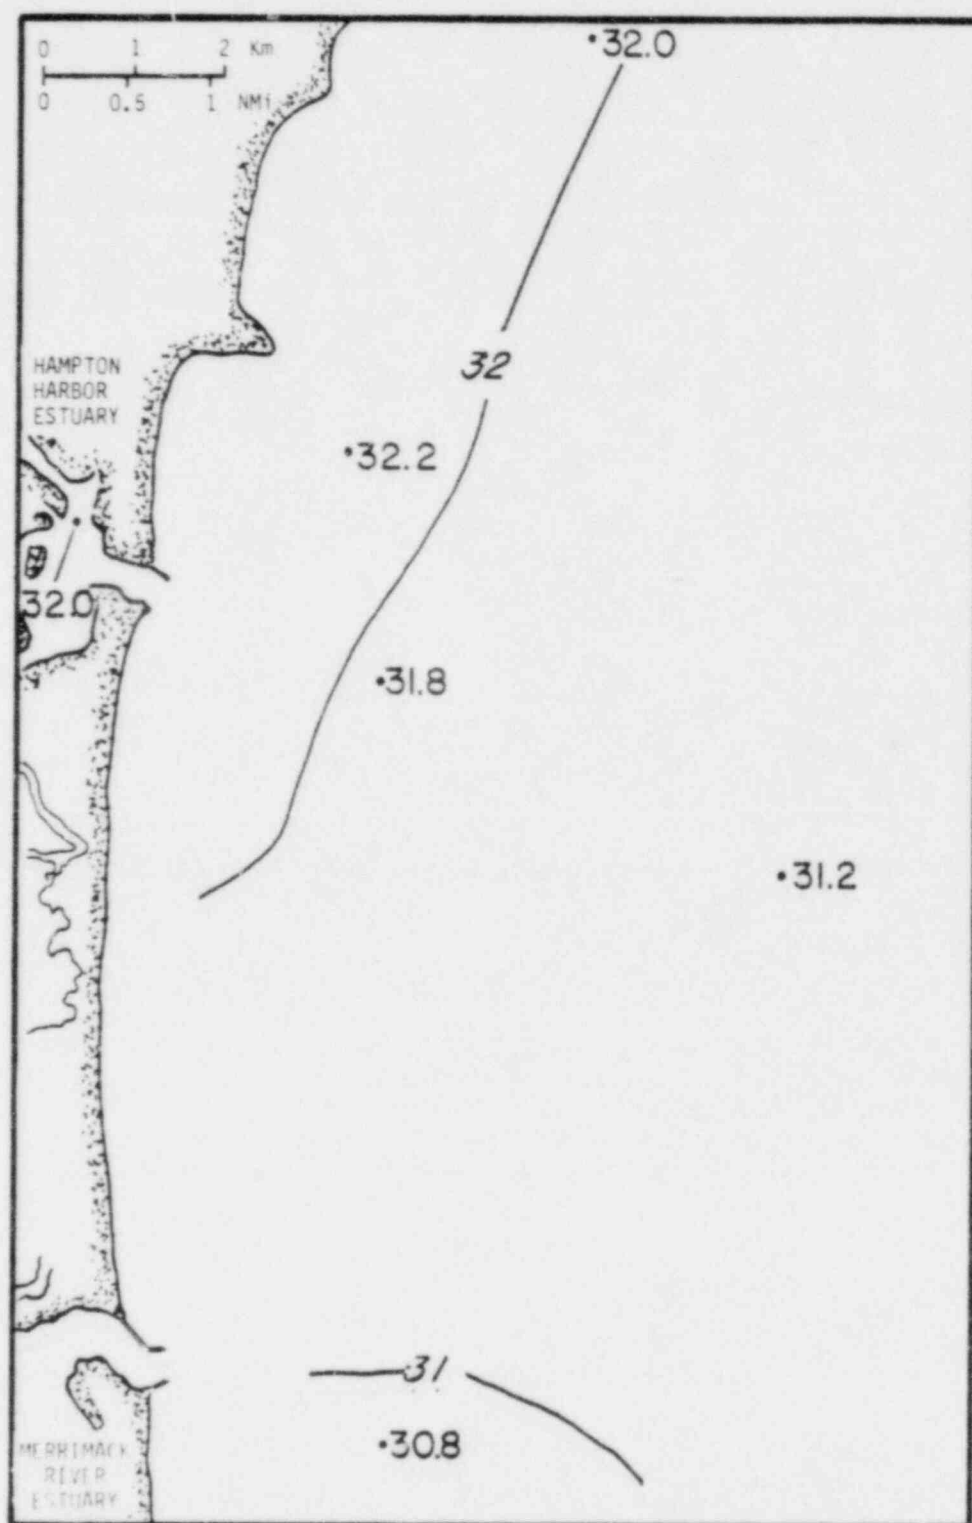 0 1 2 Km
0 0.5 1 NMi
32.0
32
HAMPTON
HARBOR
ESTUARY
32.2
32.0
31.8
31.2
31
30.8
MERRIMACK
RIVER
ESTUARY